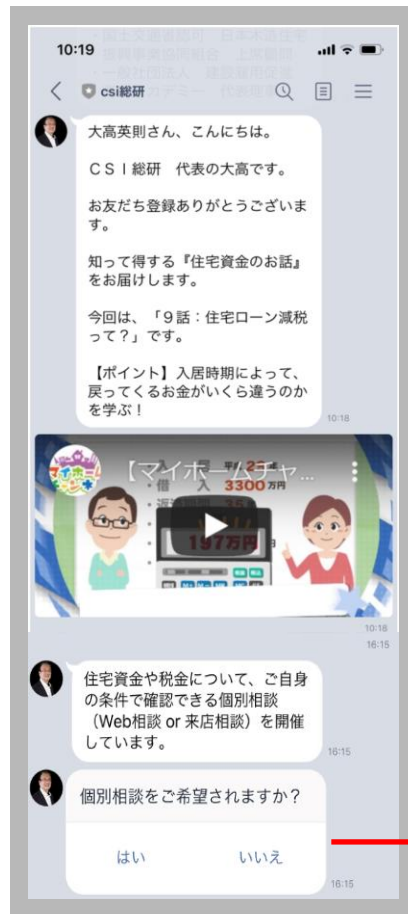 10:19
csi総研
大高英則さん、こんにちは。
ＣＳＩ総研　代表の大高です。
お友だち登録ありがとうございま
す。
知って得する『住宅資金のお話』
をお届けします。
今回は、「９話：住宅ローン減税
って？」です。
【ポイント】入居時期によって、
戻ってくるお金がいくら違うのか
を学ぶ！
10:18
【マイホームチャ...
3300万円
197万円
10:18
16:15
住宅資金や税金について、ご自身
の条件で確認できる個別相談
（Web相談 or 来店相談）を開催
しています。
16:15
個別相談をご希望されますか？
はい
いいえ
16:15